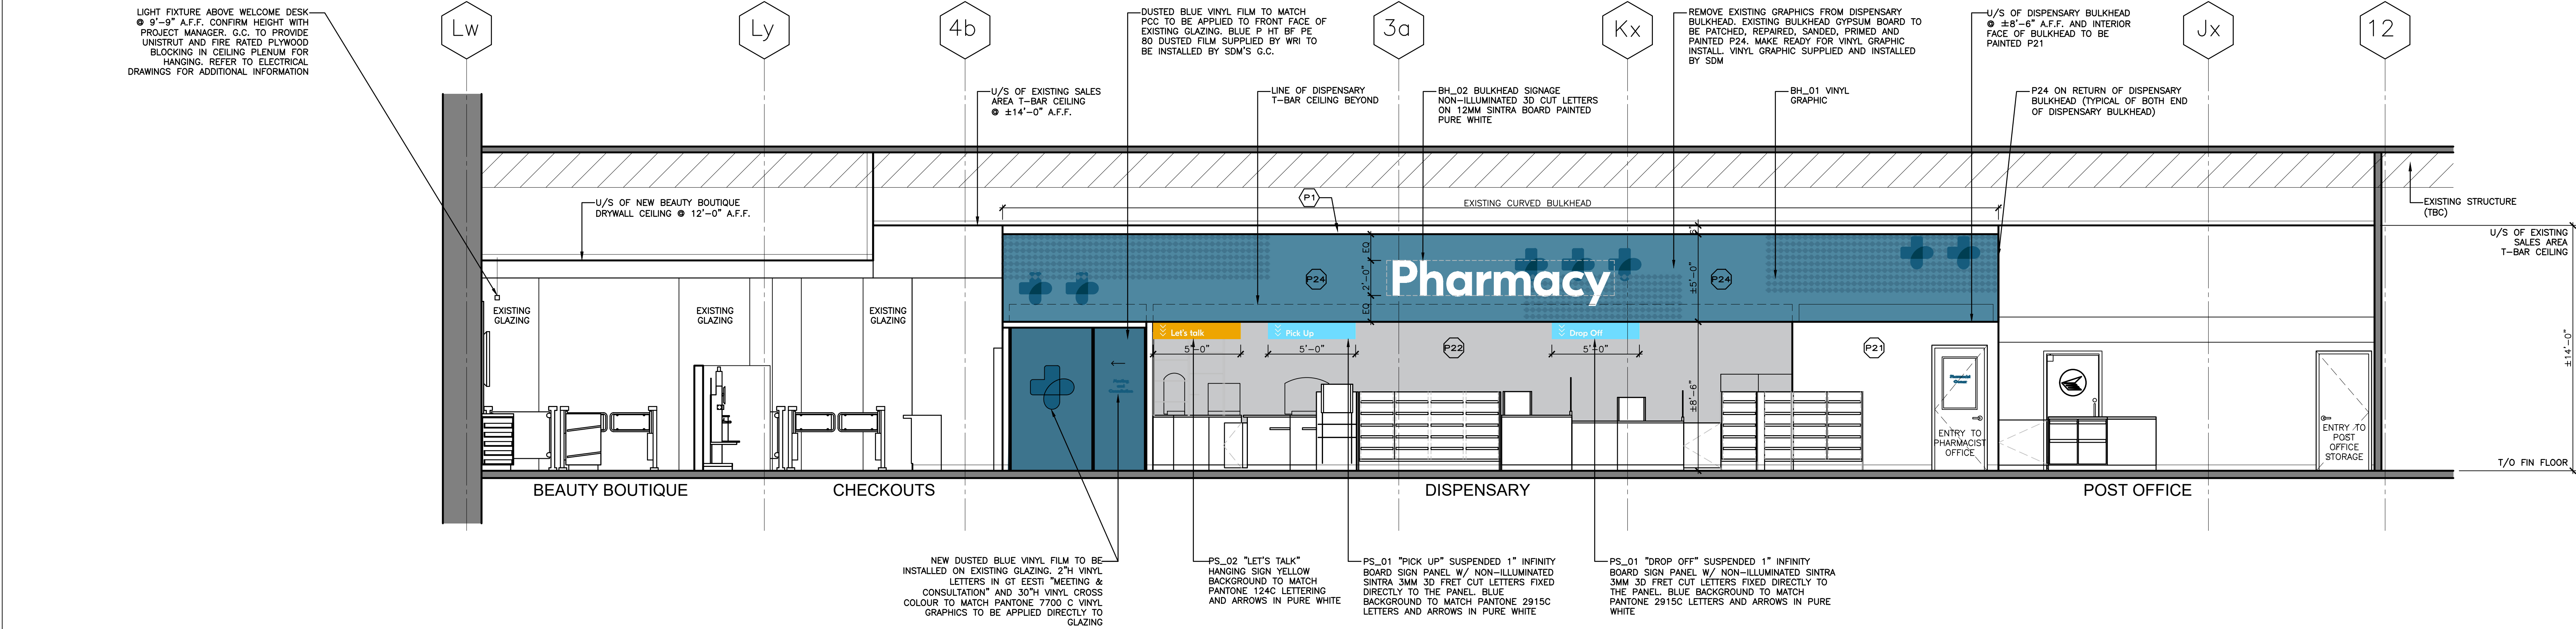 LIGHT FIXTURE ABOVE WELCOME DESK
@ 9'-9" A.F.F. CONFIRM HEIGHT WITH
PROJECT MANAGER. G.C. TO PROVIDE
UNISTRUT AND FIRE RATED PLYWOOD
BLOCKING IN CEILING PLENUM FOR
HANGING. REFER TO ELECTRICAL
DRAWINGS FOR ADDITIONAL INFORMATION
Lw
Ly
4b
DUSTED BLUE VINYL FILM TO MATCH
PCC TO BE APPLIED TO FRONT FACE OF
EXISTING GLAZING. BLUE P HT BF PE
80 DUSTED FILM SUPPLIED BY WRI TO
BE INSTALLED BY SDM'S G.C.
3a
Kx
REMOVE EXISTING GRAPHICS FROM DISPENSARY
BULKHEAD. EXISTING BULKHEAD GYPSUM BOARD TO
BE PATCHED, REPAIRED, SANDED, PRIMED AND
PAINTED P24. MAKE READY FOR VINYL GRAPHIC
INSTALL. VINYL GRAPHIC SUPPLIED AND INSTALLED
BY SDM
U/S OF DISPENSARY BULKHEAD
@ ±8'-6" A.F.F. AND INTERIOR
FACE OF BULKHEAD TO BE
PAINTED P21
Jx
12
U/S OF EXISTING SALES
AREA T-BAR CEILING
@ ±14'-0" A.F.F.
LINE OF DISPENSARY
T-BAR CEILING BEYOND
BH_02 BULKHEAD SIGNAGE
NON-ILLUMINATED 3D CUT LETTERS
ON 12MM SINTRA BOARD PAINTED
PURE WHITE
BH_01 VINYL
GRAPHIC
P24 ON RETURN OF DISPENSARY
BULKHEAD (TYPICAL OF BOTH END
OF DISPENSARY BULKHEAD)
U/S OF NEW BEAUTY BOUTIQUE
DRYWALL CEILING @ 12'-0" A.F.F.
P1
EXISTING CURVED BULKHEAD
EXISTING STRUCTURE
(TBC)
6"
U/S OF EXISTING
SALES AREA
T-BAR CEILING
EQ
2'-0"
EQ
P24
Pharmacy
P24
±5'-0"
EXISTING
GLAZING
EXISTING
GLAZING
EXISTING
GLAZING
Let's talk
Pick Up
Drop Off
5'-0"
5'-0"
5'-0"
P22
P21
±8'-6"
±14'-0"
Meeting
and
Consultation
Pharmacist
ENTRY TO
PHARMACIST
OFFICE
ENTRY TO
POST
OFFICE
STORAGE
T/O FIN FLOOR
BEAUTY BOUTIQUE
CHECKOUTS
DISPENSARY
POST OFFICE
NEW DUSTED BLUE VINYL FILM TO BE
INSTALLED ON EXISTING GLAZING. 2"H VINYL
LETTERS IN GT EESTi "MEETING &
CONSULTATION" AND 30"H VINYL CROSS
COLOUR TO MATCH PANTONE 7700 C VINYL
GRAPHICS TO BE APPLIED DIRECTLY TO
GLAZING
PS_02 "LET'S TALK"
HANGING SIGN YELLOW
BACKGROUND TO MATCH
PANTONE 124C LETTERING
AND ARROWS IN PURE WHITE
PS_01 "PICK UP" SUSPENDED 1" INFINITY
BOARD SIGN PANEL W/ NON-ILLUMINATED
SINTRA 3MM 3D FRET CUT LETTERS FIXED
DIRECTLY TO THE PANEL. BLUE
BACKGROUND TO MATCH PANTONE 2915C
LETTERS AND ARROWS IN PURE WHITE
PS_01 "DROP OFF" SUSPENDED 1" INFINITY
BOARD SIGN PANEL W/ NON-ILLUMINATED SINTRA
3MM 3D FRET CUT LETTERS FIXED DIRECTLY TO
THE PANEL. BLUE BACKGROUND TO MATCH
PANTONE 2915C LETTERS AND ARROWS IN PURE
WHITE